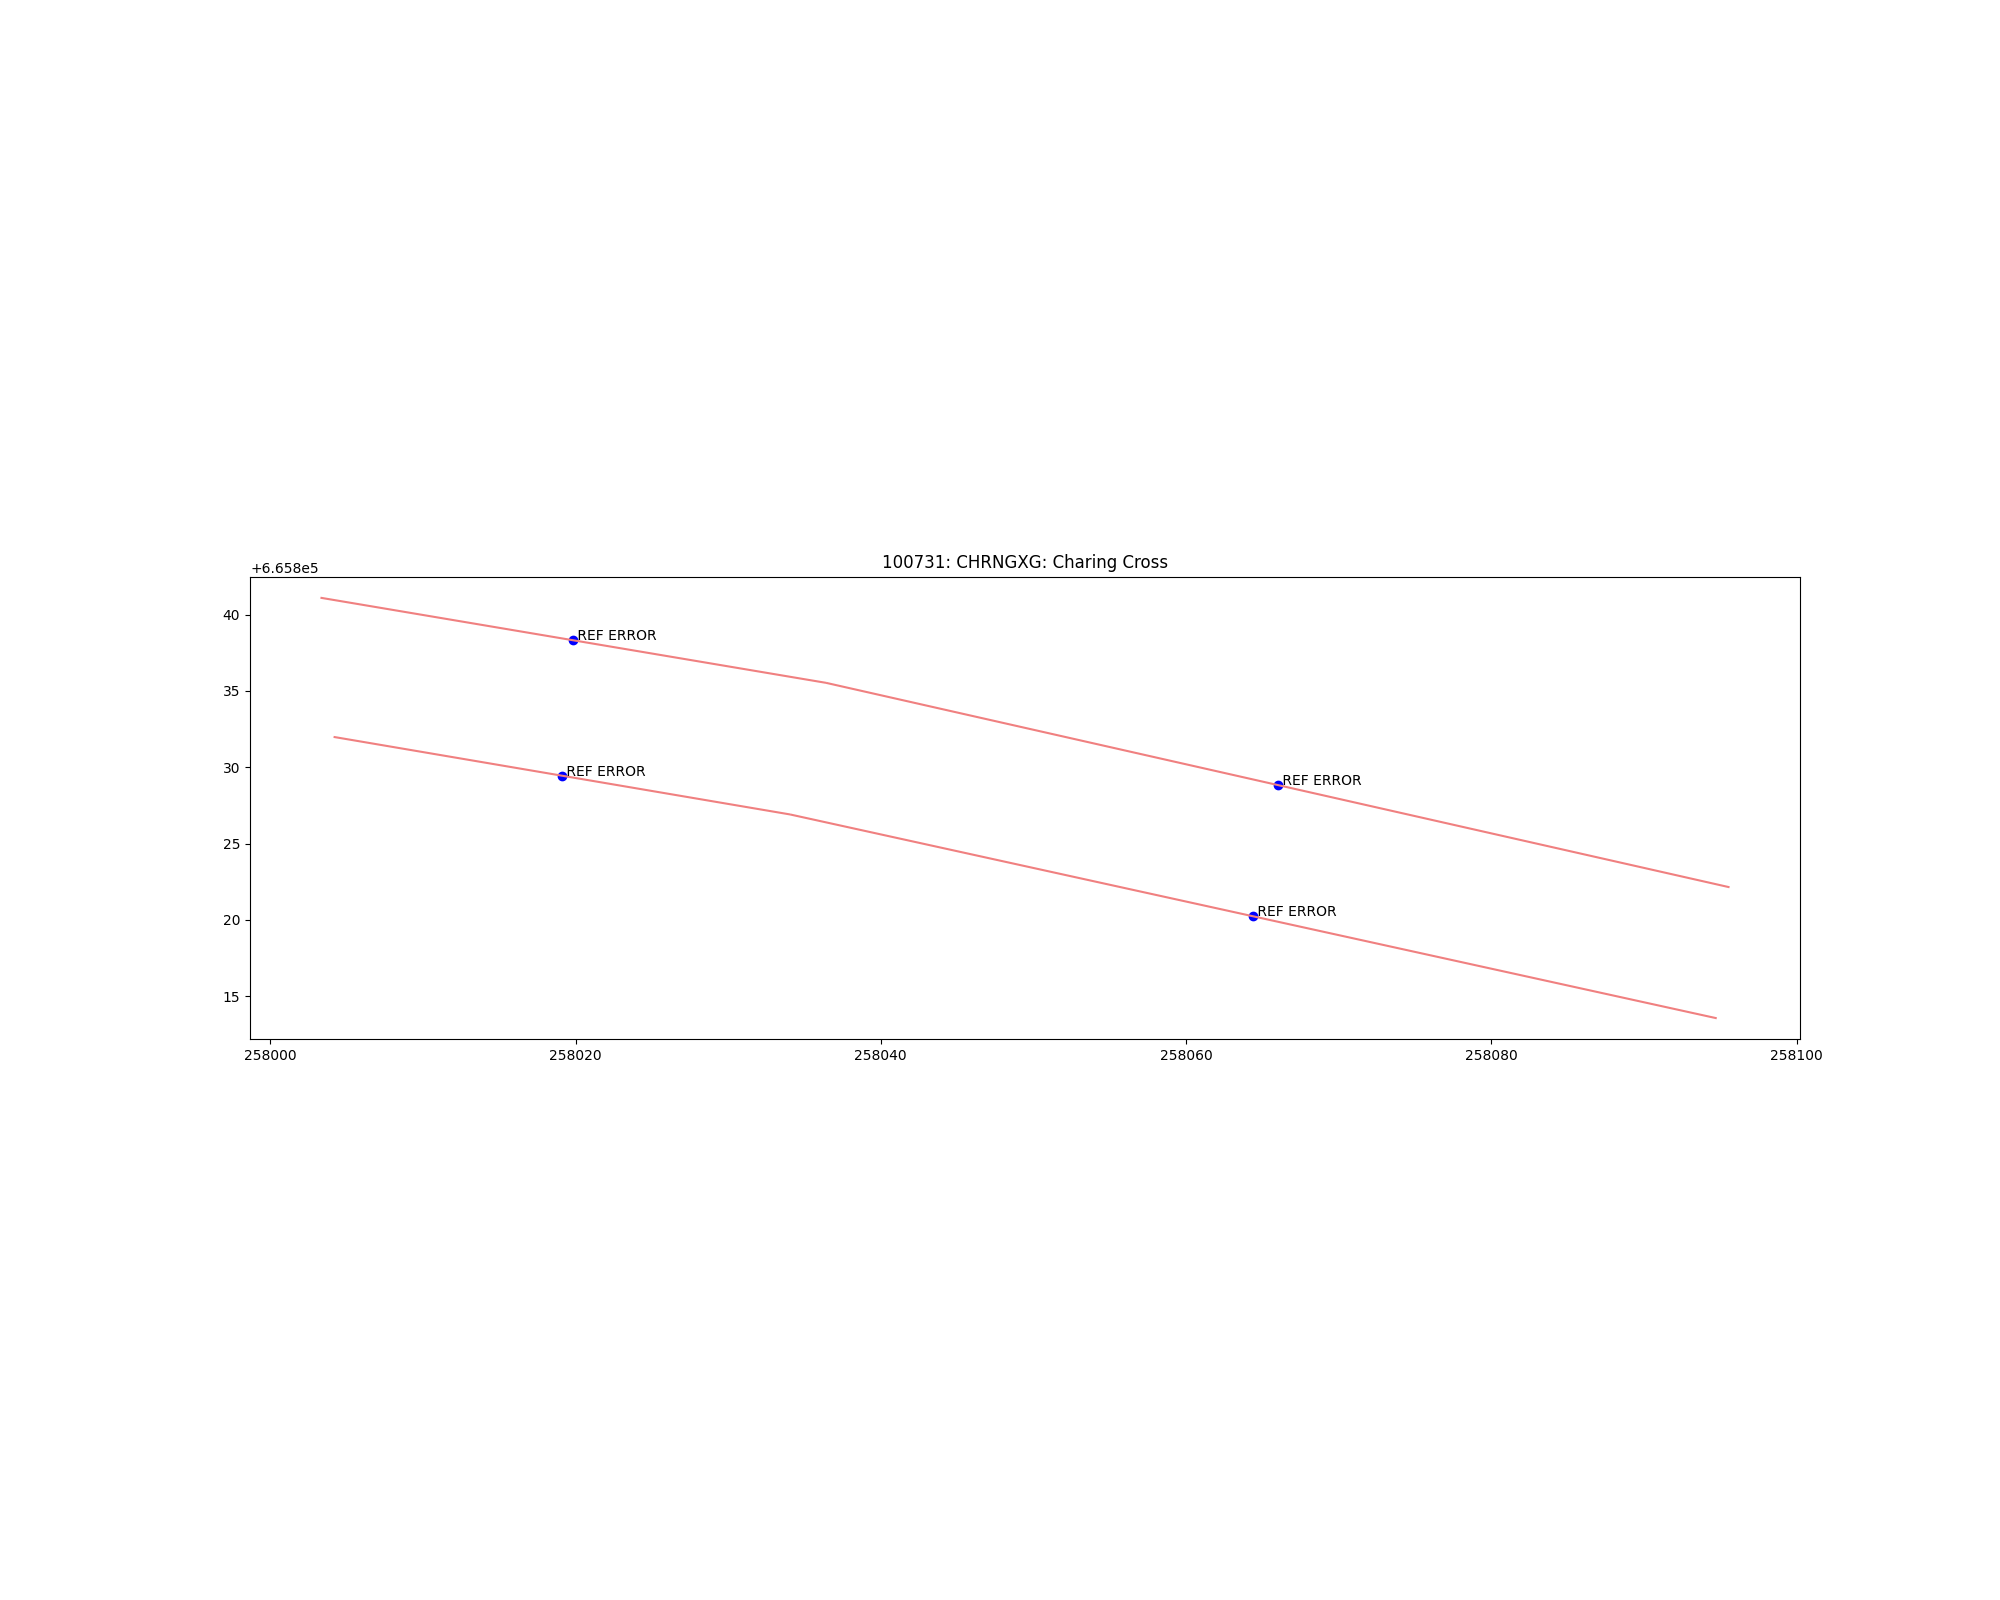 100731: CHRNGXG: Charing Cross
+6.658e5
40
REF ERROR
35
30
REF ERROR
REF ERROR
25
20
REF ERROR
15
258000 258020 258040 258060 258080 258100